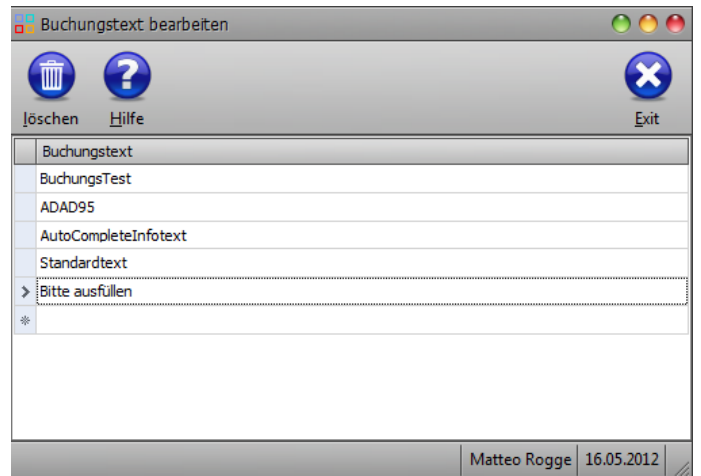 Buchungstext bearbeiten
löschen Hilfe Exit
Buchungstext
BuchungsTest
ADAD95
AutoCompleteInfotext
Standardtext
Bitte ausfüllen
Matteo Rogge 16.05.2012